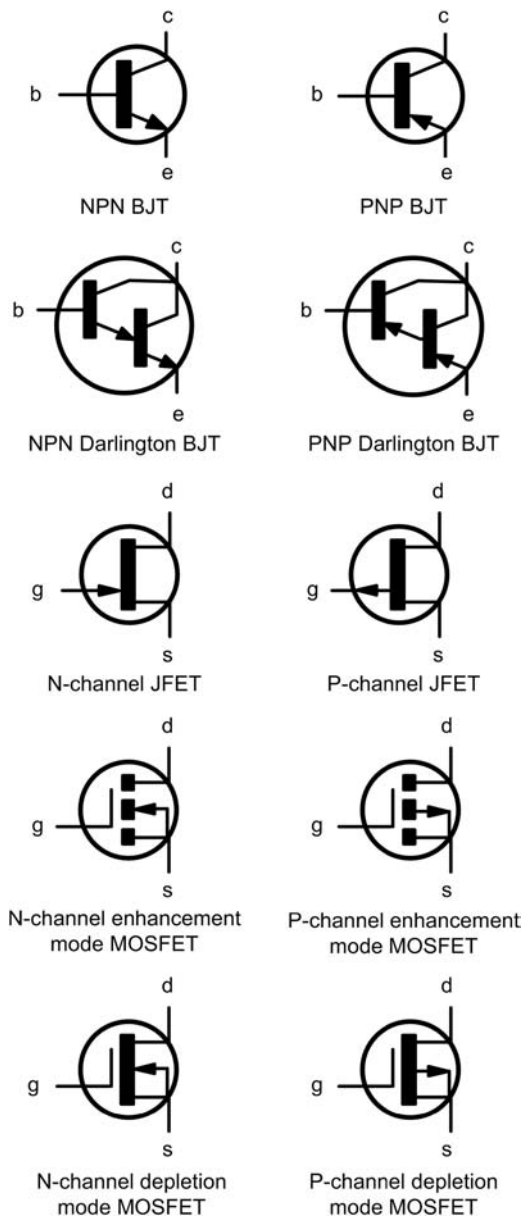 c
c
b
b
e
e
NPN BJT
PNP BJT
c
c
b
b
e
e
NPN Darlington BJT
PNP Darlington BJT
d
d
g
g
s
s
N-channel JFET
P-channel JFET
d
d
g
g
s
s
N-channel enhancement
mode MOSFET
P-channel enhancement
mode MOSFET
d
d
g
g
s
s
N-channel depletion
mode MOSFET
P-channel depletion
mode MOSFET